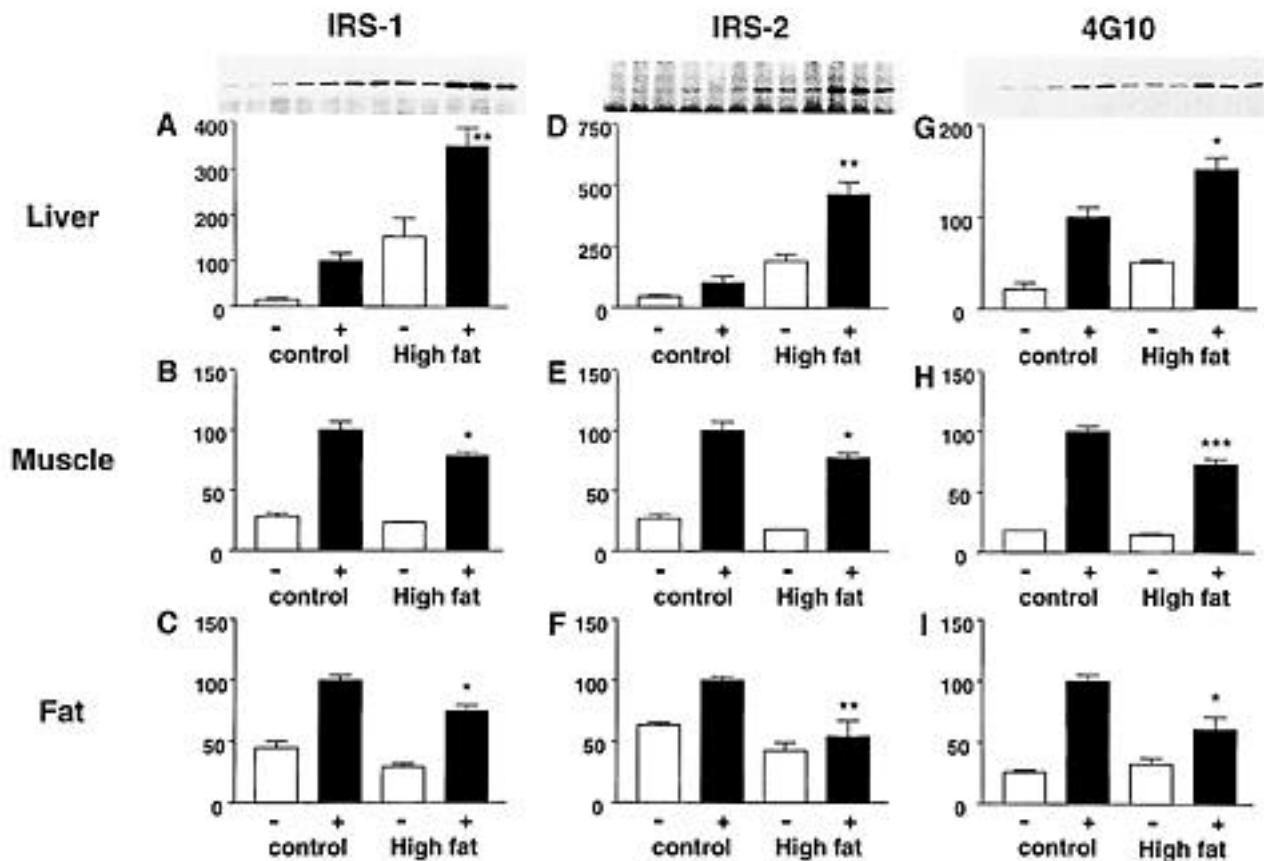 IRS-1 IRS-2 4G10
Liver
A 400 300 200 100 0
- + - +
control High fat
**
D 750 500 250 0
- + - +
control High fat
**
G 200 100 0
- + - +
control High fat
*
Muscle
B 150 100 50 0
- + - +
control High fat
*
E 150 100 50 0
- + - +
control High fat
*
H 150 100 50 0
- + - +
control High fat
***
Fat
C 150 100 50 0
- + - +
control High fat
*
F 150 100 50 0
- + - +
control High fat
**
I 150 100 50 0
- + - +
control High fat
*